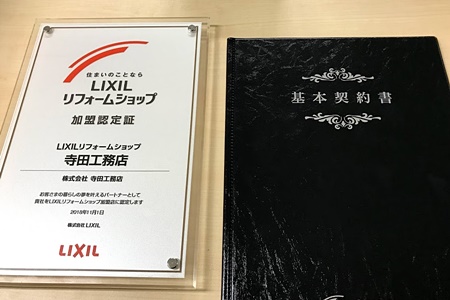 住まいのことなら
LIXIL
リフォームショップ
加盟認定証
LIXILリフォームショップ
寺田工務店
株式会社 寺田工務店
お客さまの暮らしの夢を叶えるパートナーとして
貴社をLIXILリフォームショップ加盟店に認定します
2018年11月1日
株式会社 LIXIL
LIXIL
基本契約書